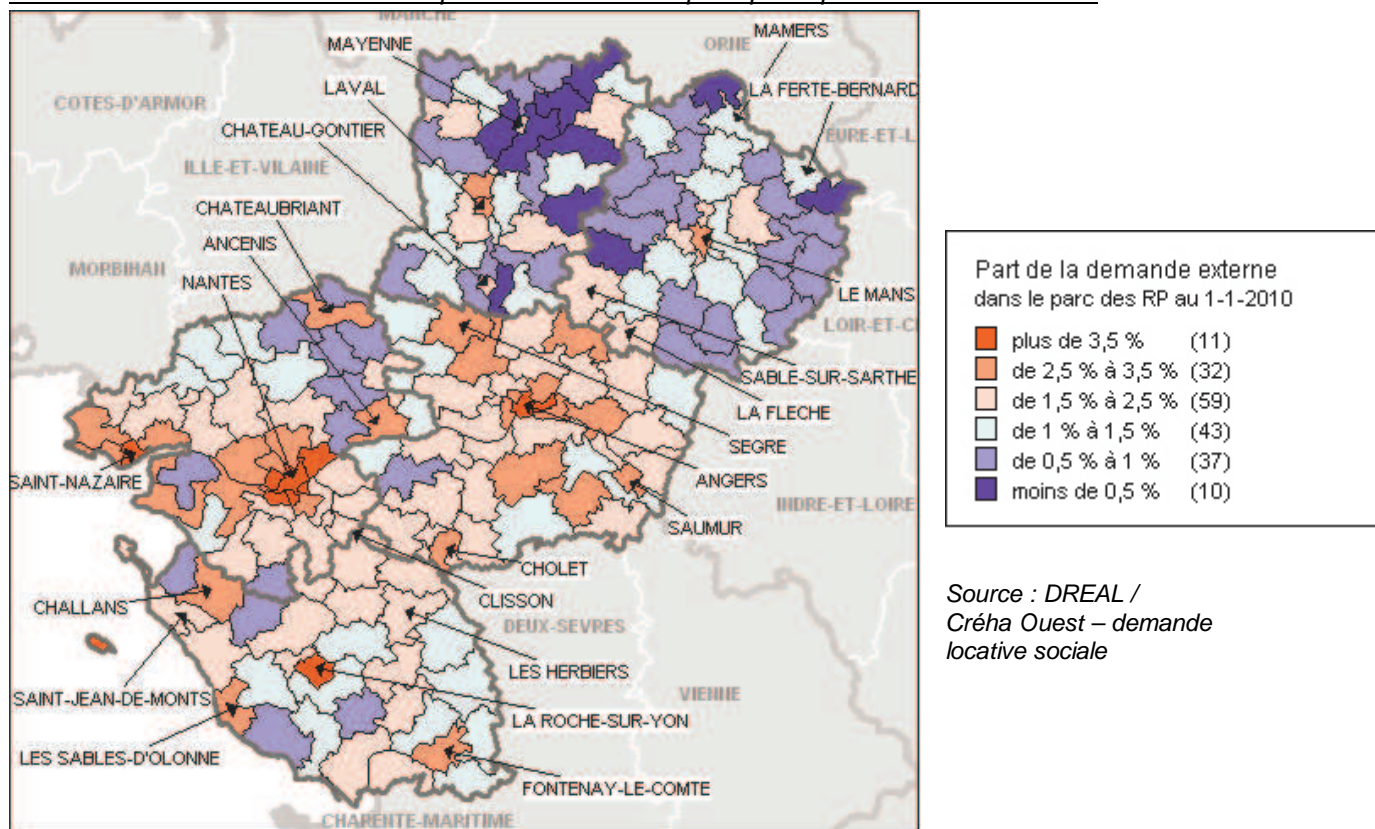 MAYENNE
ORNE
MAMERS
LAVAL
LA FERTE-BERNARD
COTES-D'ARMOR
CHATEAU-GONTIER
EURE-ET-L
ILLE-ET-VILAINE
CHATEAUBRIANT
ANCENIS
MORBIHAN
NANTES
LE MANS
LOIR-ET-C
SABLE-SUR-SARTHE
LA FLECHE
SEGRE
SAINT-NAZAIRE
ANGERS
INDRE-ET-LOIRE
SAUMUR
CHOLET
CLISSON
CHALLANS
DEUX-SEVRES
LES HERBIERS
SAINT-JEAN-DE-MONTS
VIENNE
LA ROCHE-SUR-YON
LES SABLES-D'OLONNE
FONTENAY-LE-COMTE
CHARENTE-MARITIME
Part de la demande externe
dans le parc des RP au 1-1-2010
plus de 3,5 % (11)
de 2,5 % à 3,5 % (32)
de 1,5 % à 2,5 % (59)
de 1 % à 1,5 % (43)
de 0,5 % à 1 % (37)
moins de 0,5 % (10)
Source : DREAL /
Créha Ouest – demande
locative sociale